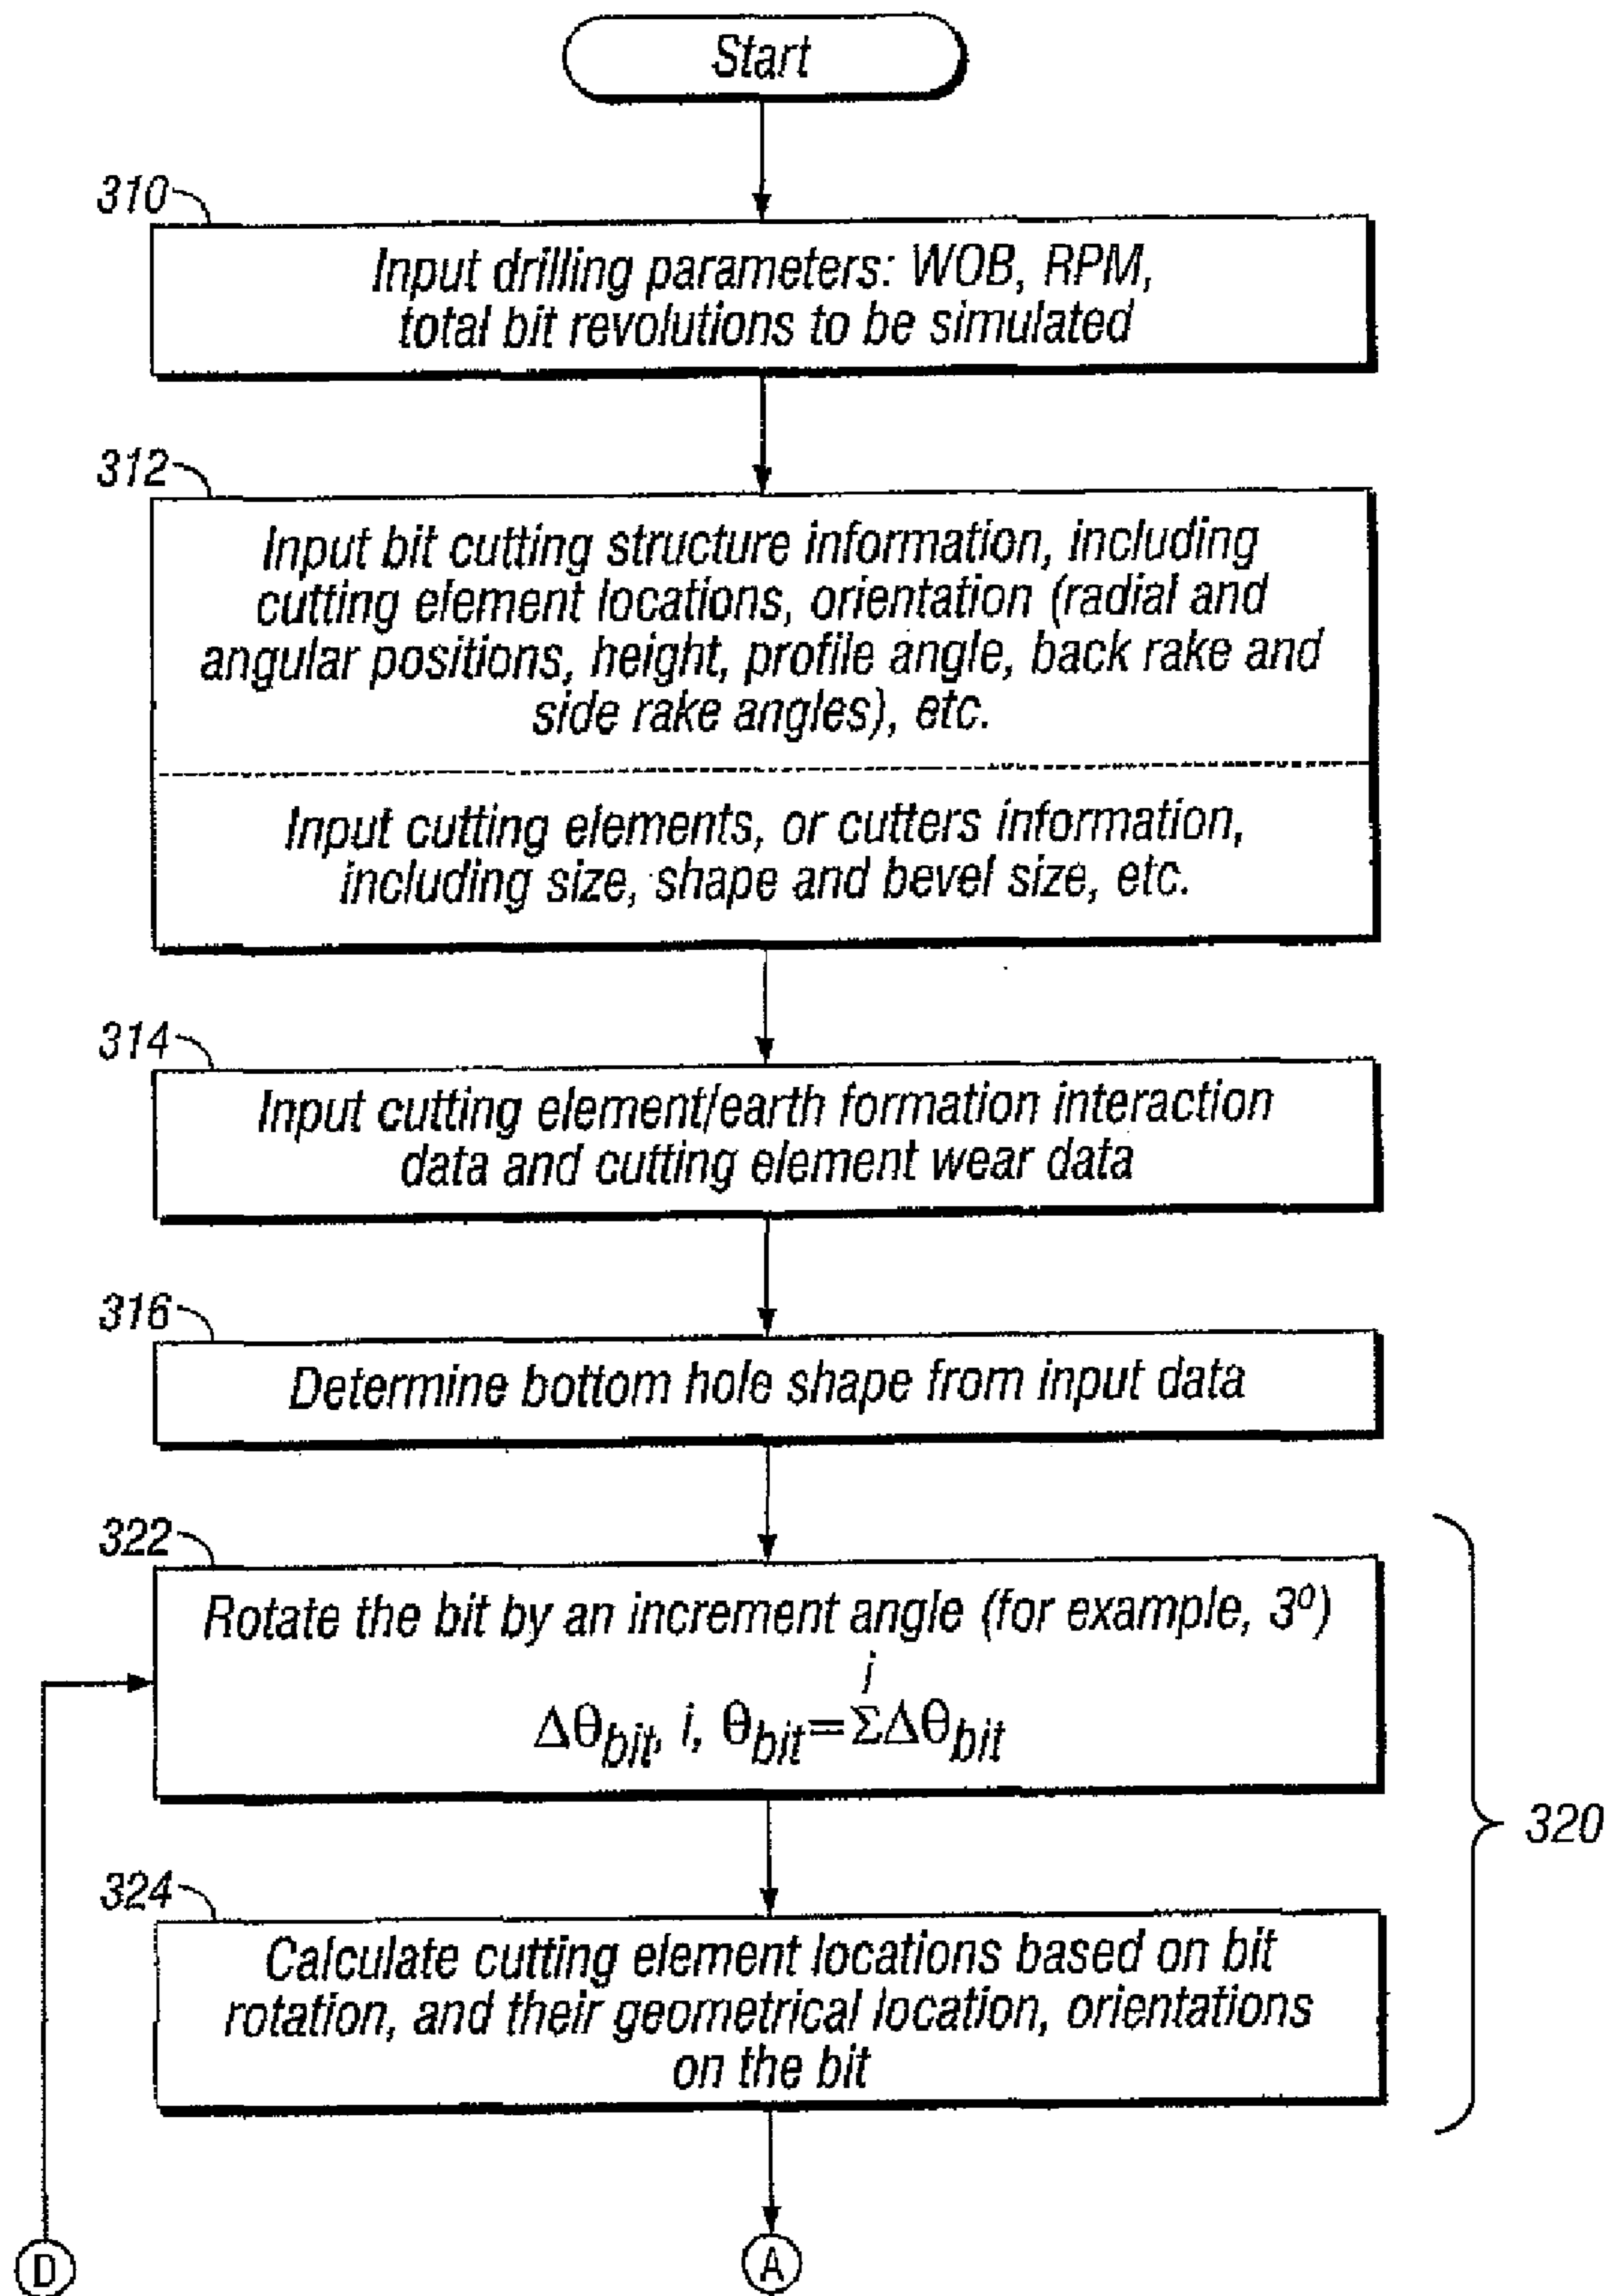 Start
310
Input drilling parameters: WOB, RPM,
total bit revolutions to be simulated
312
Input bit cutting structure information, including
cutting element locations, orientation (radial and
angular positions, height, profile angle, back rake and
side rake angles), etc.
Input cutting elements, or cutters information,
including size, shape and bevel size, etc.
314
Input cutting element/earth formation interaction
data and cutting element wear data
316
Determine bottom hole shape from input data
322
Rotate the bit by an increment angle (for example, 3º)
i
Δθbit, i, θbit=ΣΔθbit
320
324
Calculate cutting element locations based on bit
rotation, and their geometrical location, orientations
on the bit
D
A